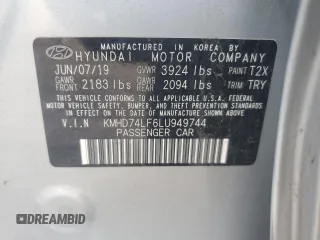 MANUFACTURED IN KOREA BY
HYUNDAI MOTOR COMPANY
JUN/07/19 GVWR 3924 lbs PAINT T2X
GAWR FRONT 2183 lbs GAWR REAR 2094 lbs TRIM TRY
THIS VEHICLE CONFORMS TO ALL APPLICABLE U.S.
FEDERAL MOTOR VEHICLE SAFETY, BUMPER,
AND THEFT PREVENTION STANDARDS IN EFFECT ON
THE DATE OF MANUFACTURE SHOWN ABOVE.
V.I.N KMHD74LF6LU949744
PASSENGER CAR
DREAMBID